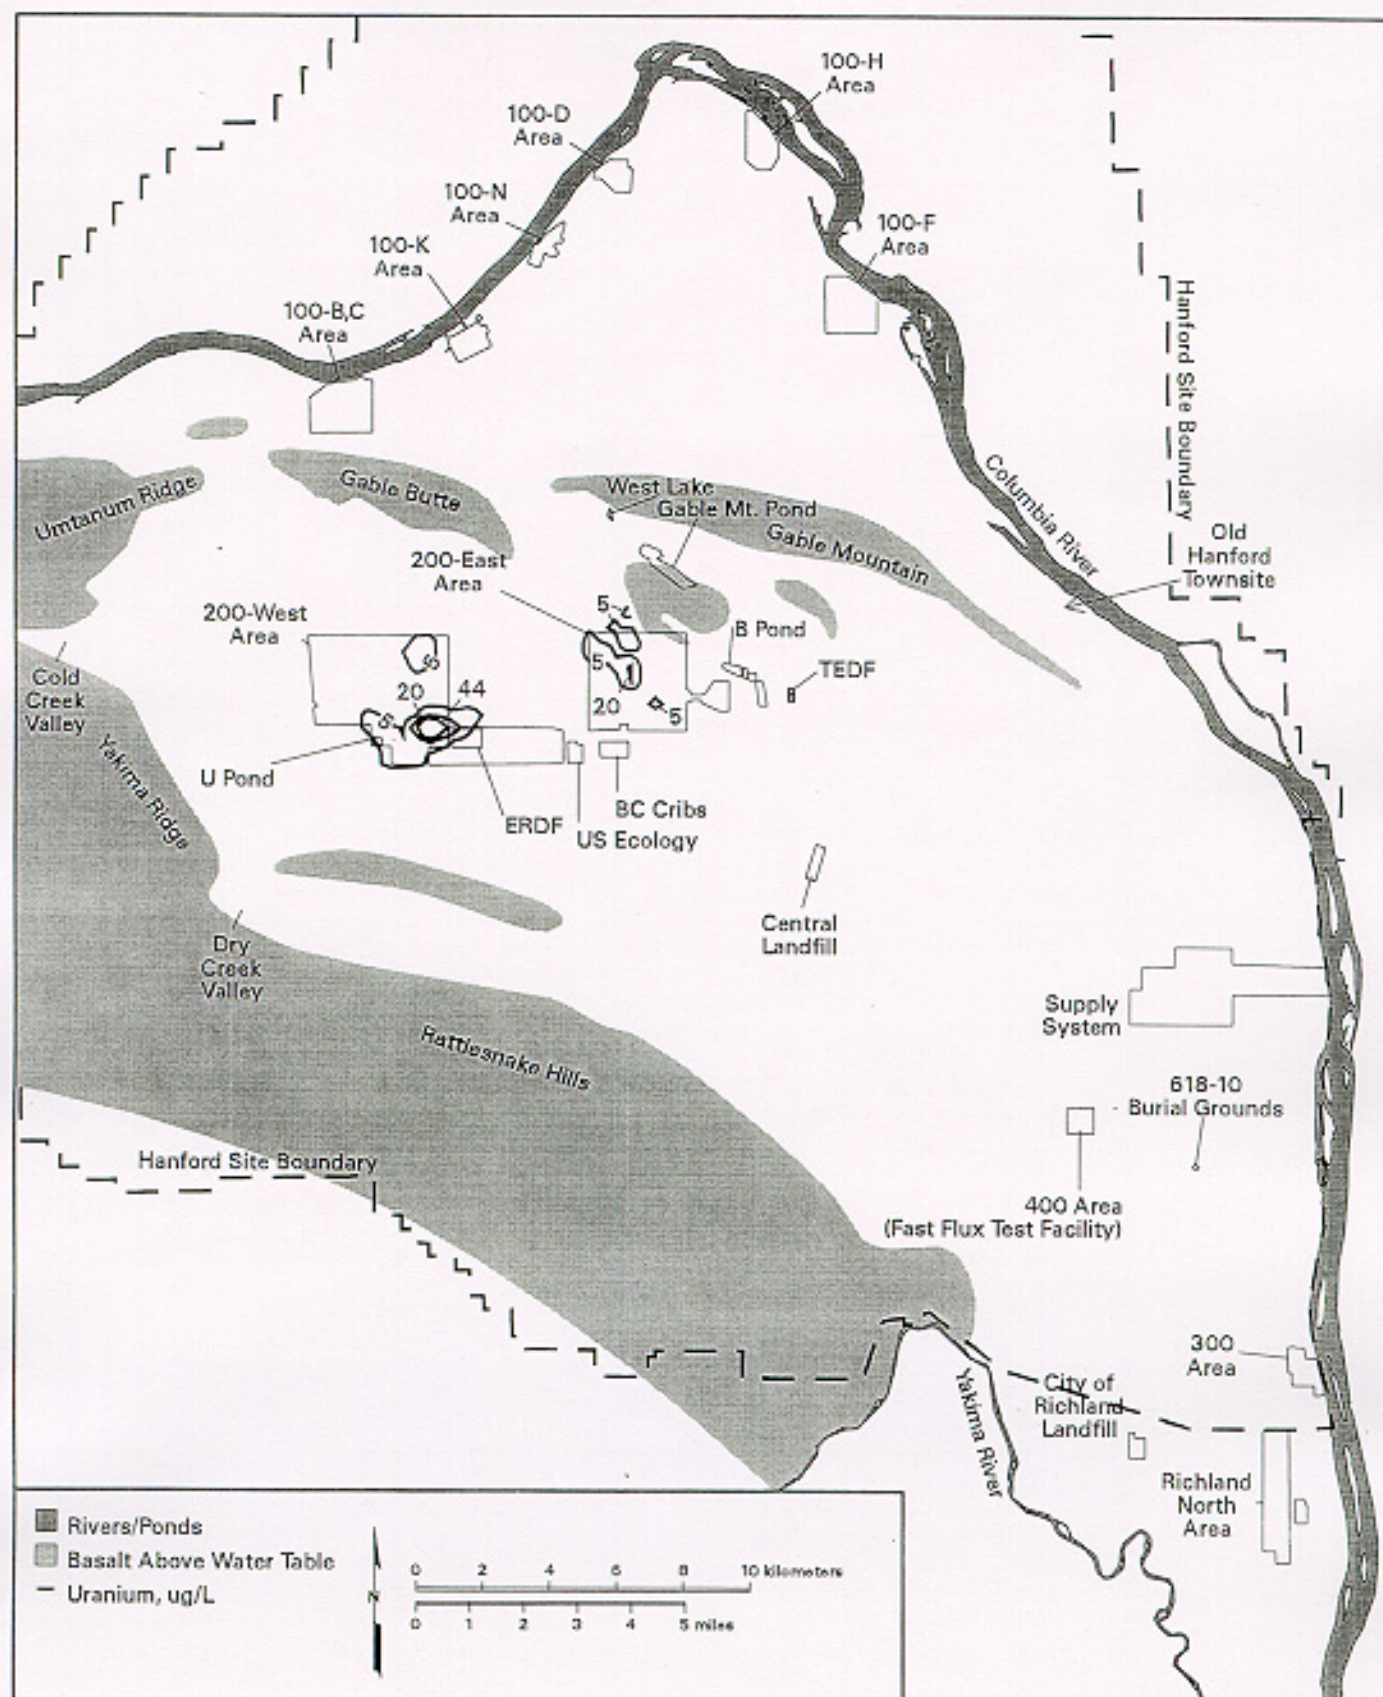 100-H
Area
100-D
Area
100-N
Area
100-F
Area
100-K
Area
100-B,C
Area
Hanford Site Boundary
Columbia River
Umtanum Ridge
Gable Butte
West Lake
Gable Mt. Pond
Gable Mountain
Old
Hanford
Townsite
200-East
Area
200-West
Area
5
B Pond
5
5
TEDF
Cold
Creek
Valley
20
44
20
5
5
Yakima Ridge
U Pond
ERDF
BC Cribs
US Ecology
Central
Landfill
Dry
Creek
Valley
Supply
System
Rattlesnake Hills
618-10
Burial Grounds
Hanford Site Boundary
400 Area
(Fast Flux Test Facility)
300
Area
City of
Richland
Landfill
Yakima River
Richland
North
Area
Rivers/Ponds
Basalt Above Water Table
Uranium, ug/L
N
0 2 4 6 8 10 kilometers
0 1 2 3 4 5 miles